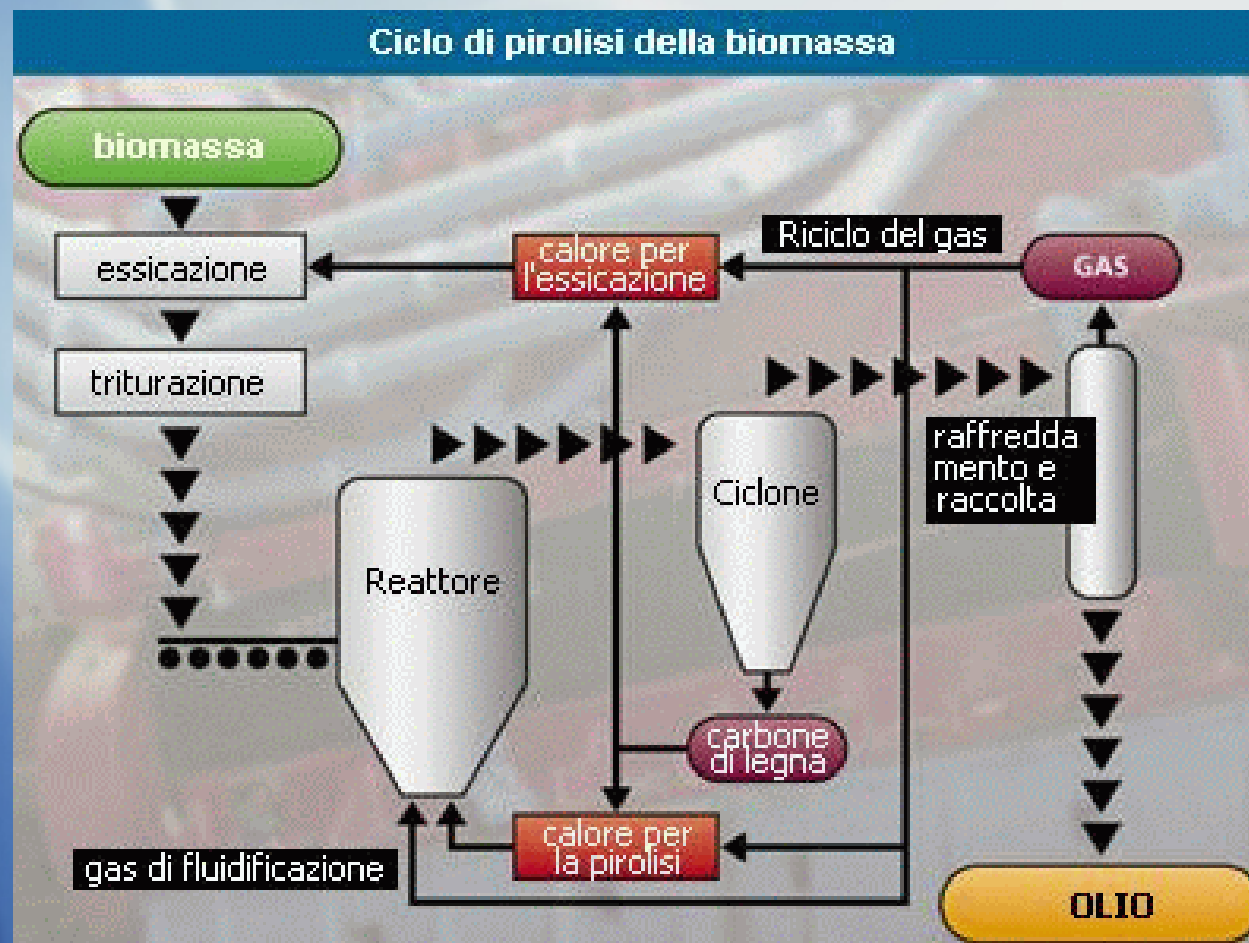 Ciclo di pirolisi della biomassa
biomassa
essicazione
triturazione
calore per
l'essicazione
Riciclo del gas
GAS
raffredda
mento e
raccolta
Ciclone
Reattore
carbone
di legna
calore per
la pirolisi
gas di fluidificazione
OLIO